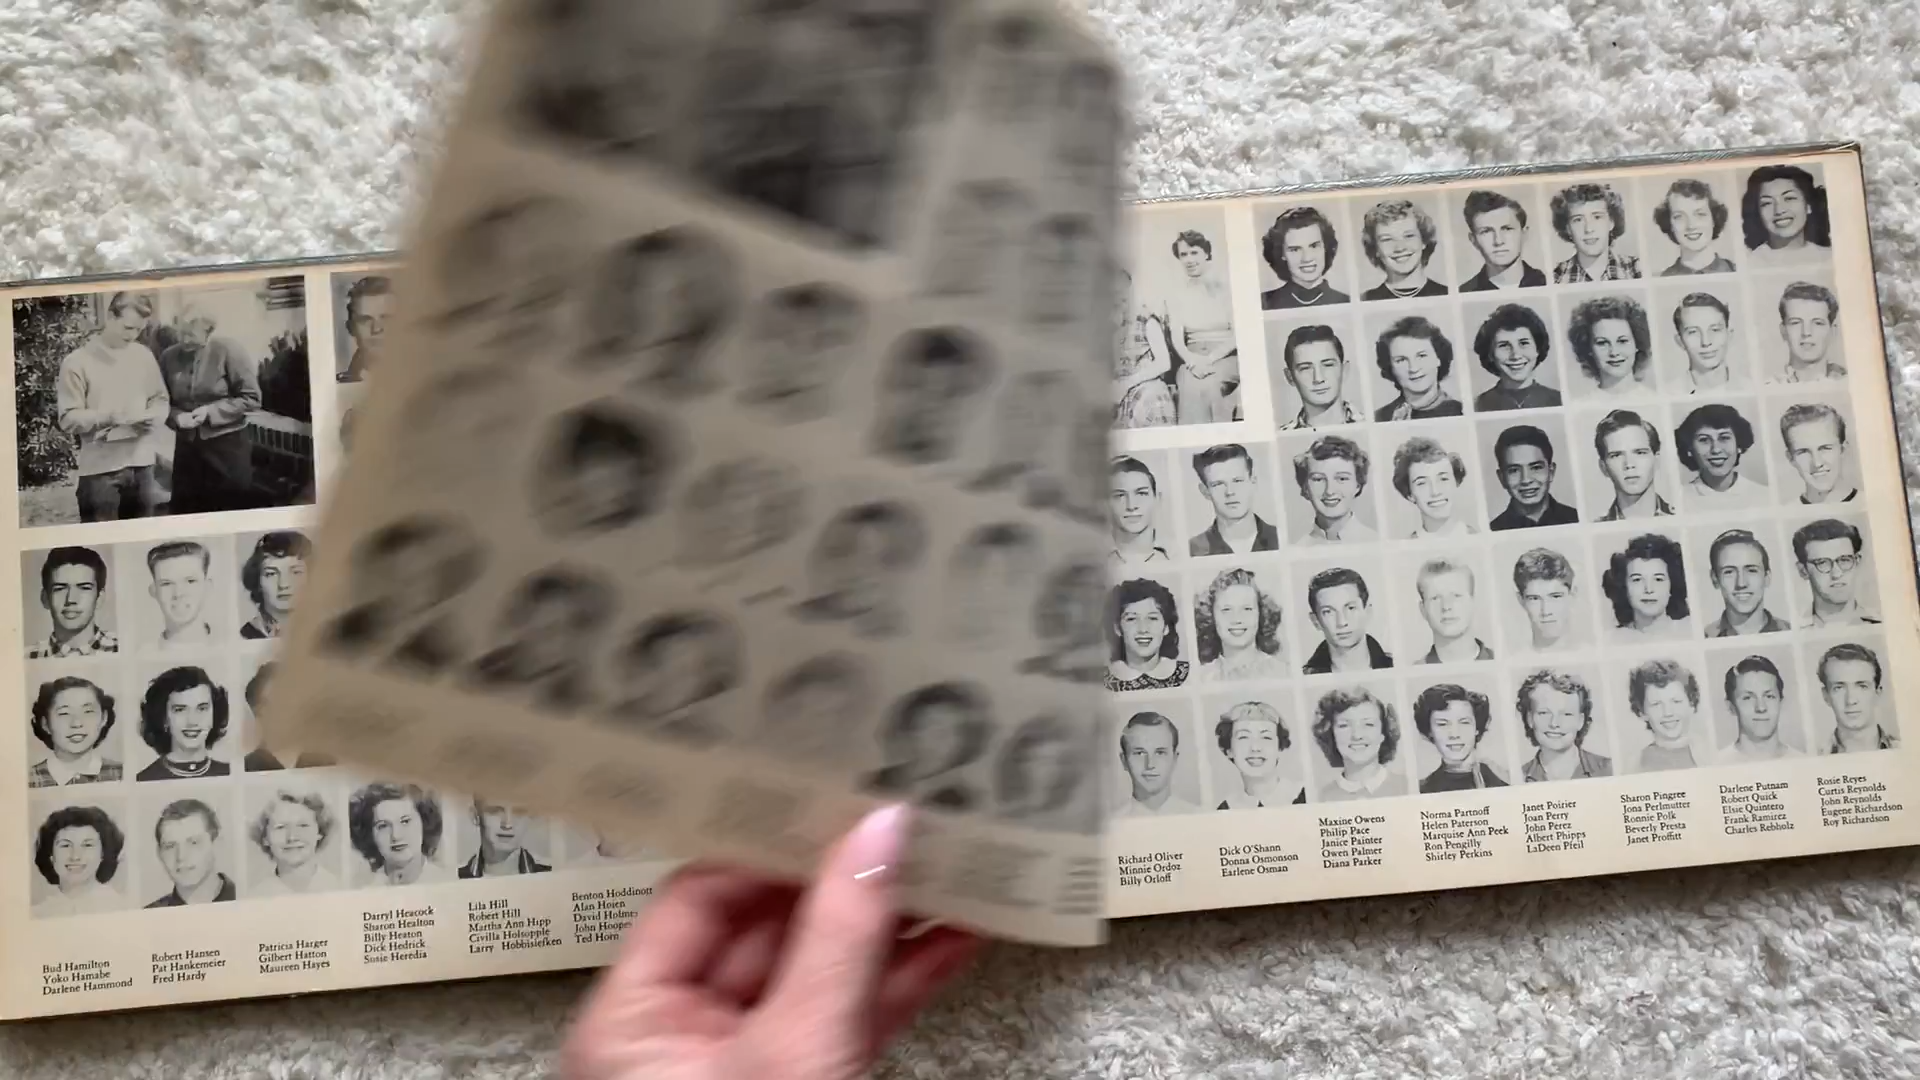 Bud Hamilton
Yoko Hamabe
Darlene Hammond
Robert Hansen
Pat Hankemeier
Fred Hardy
Patricia Harger
Gilbert Hatton
Maureen Hayes
Darryl Heacock
Sharon Healton
Billy Heaton
Dick Hedrick
Susie Heredia
Lila Hill
Robert Hill
Martha Ann Hipp
Civilla Holsopple
Larry Hobbisiefken
Benton Hoddinott
Alan Hoien
David Holmes
John Hoopes
Ted Horn
Richard Oliver
Minnie Ordoz
Billy Orloff
Dick O'Shann
Donna Osmonson
Earlene Osman
Maxine Owens
Philip Pace
Janice Painter
Owen Palmer
Diana Parker
Norma Partnoff
Helen Paterson
Marquise Ann Peek
Ron Pengilly
Shirley Perkins
Janet Poirier
Joan Perry
John Perez
Albert Phipps
LaDeen Pfeil
Sharon Pingree
Jona Perlmutter
Ronnie Polk
Beverly Presta
Janet Proffitt
Darlene Putnam
Robert Quick
Elsie Quintero
Frank Ramirez
Charles Rebholz
Rosie Reyes
Curtis Reynolds
John Reynolds
Eugene Richardson
Roy Richardson